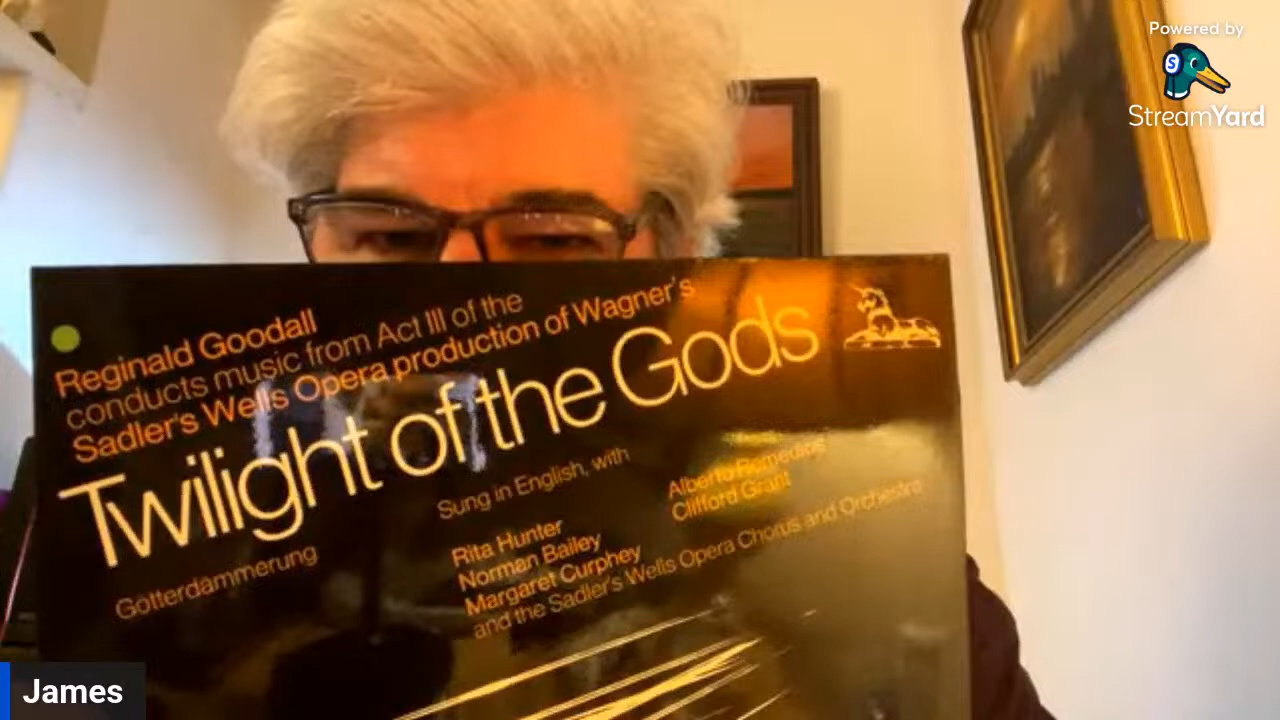 Powered by
StreamYard
Reginald Goodall
conducts music from Act III of the
Sadler's Wells Opera production of Wagner's
Twilight of the Gods
Götterdämmerung
Sung in English, with
Rita Hunter
Norman Bailey
Margaret Curphey
Alberto Remedios
Clifford Grant
and the Sadler's Wells Opera Chorus and Orchestra
James